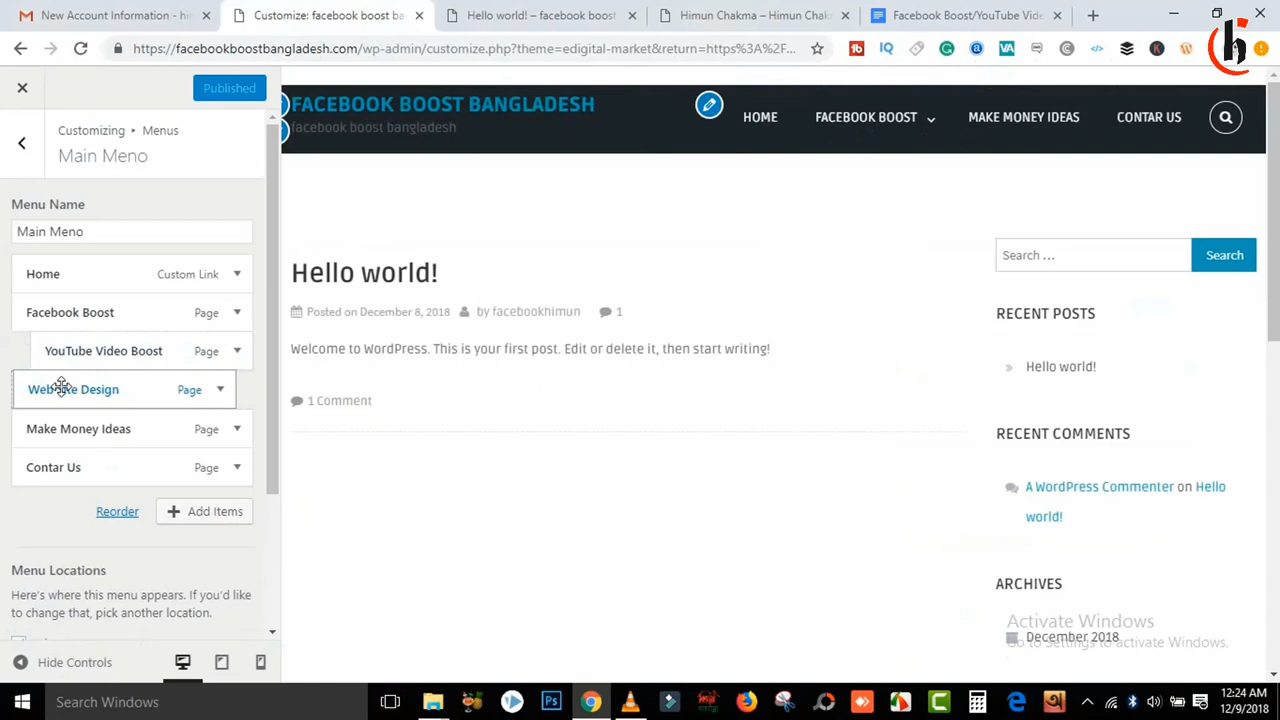 New Account Information - h
Customize: facebook boost ba
Hello world! – facebook boost
Himun Chakma – Himun Chak
Facebook Boost/YouTube Vide
https://facebookboostbangladesh.com/wp-admin/customize.php?theme=edigital-market&return=https%3A%2F...
Published
Customizing ▸ Menus
Main Meno
Menu Name
Main Meno
Home Custom Link
Facebook Boost Page
YouTube Video Boost Page
Website Design Page
Make Money Ideas Page
Contar Us Page
Reorder
Add Items
Menu Locations
Here's where this menu appears. If you'd like
to change that, pick another location.
Hide Controls
FACEBOOK BOOST BANGLADESH
facebook boost bangladesh
HOME FACEBOOK BOOST MAKE MONEY IDEAS CONTAR US
Hello world!
Posted on December 8, 2018 by facebookhimun 1
Welcome to WordPress. This is your first post. Edit or delete it, then start writing!
1 Comment
Search ...
Search
RECENT POSTS
Hello world!
RECENT COMMENTS
A WordPress Commenter on Hello
world!
ARCHIVES
December 2018
Activate Windows
Go to Settings to activate Windows.
Search Windows
12:24 AM
12/9/2018